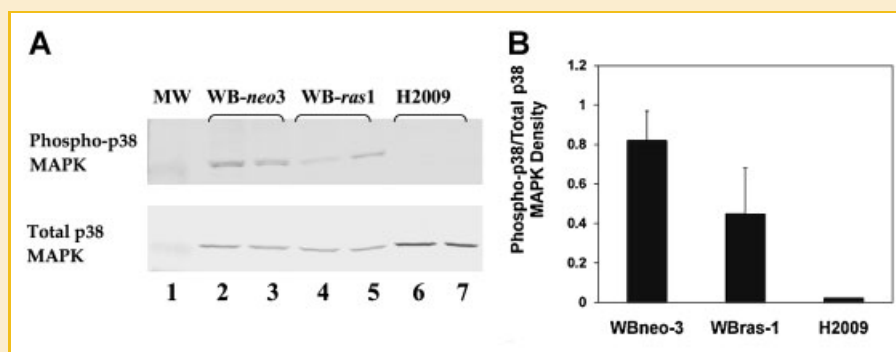 A
MW WB-neo3 WB-ras1 H2009
Phospho-p38
MAPK
Total p38
MAPK
1 2 3 4 5 6 7
B
Phospho-p38/Total p38
MAPK Density
1.2
1
0.8
0.6
0.4
0.2
0
WBneo-3 WBras-1 H2009